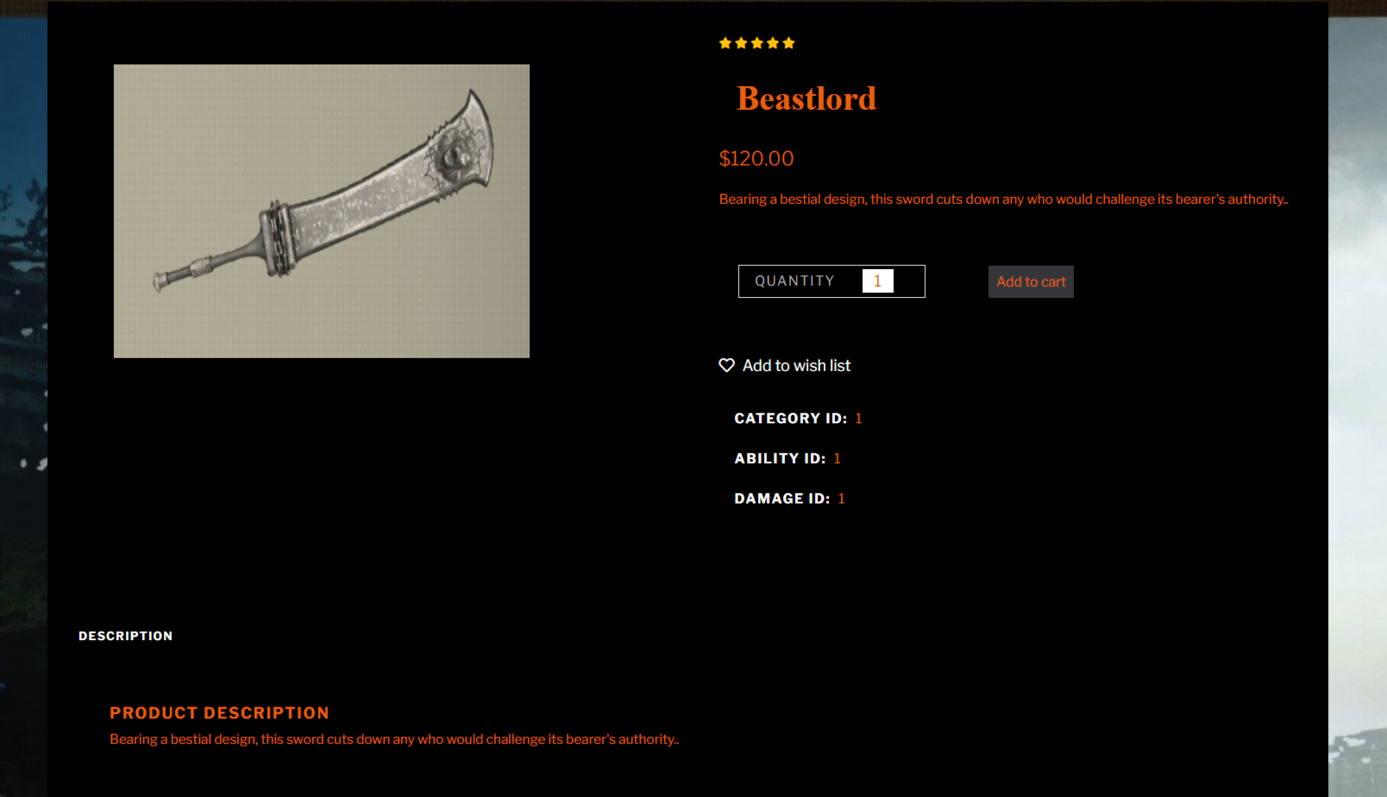 Beastlord
$120.00
Bearing a bestial design, this sword cuts down any who would challenge its bearer's authority..
QUANTITY 1 Add to cart
Add to wish list
CATEGORY ID: 1
ABILITY ID: 1
DAMAGE ID: 1
DESCRIPTION
PRODUCT DESCRIPTION
Bearing a bestial design, this sword cuts down any who would challenge its bearer's authority..